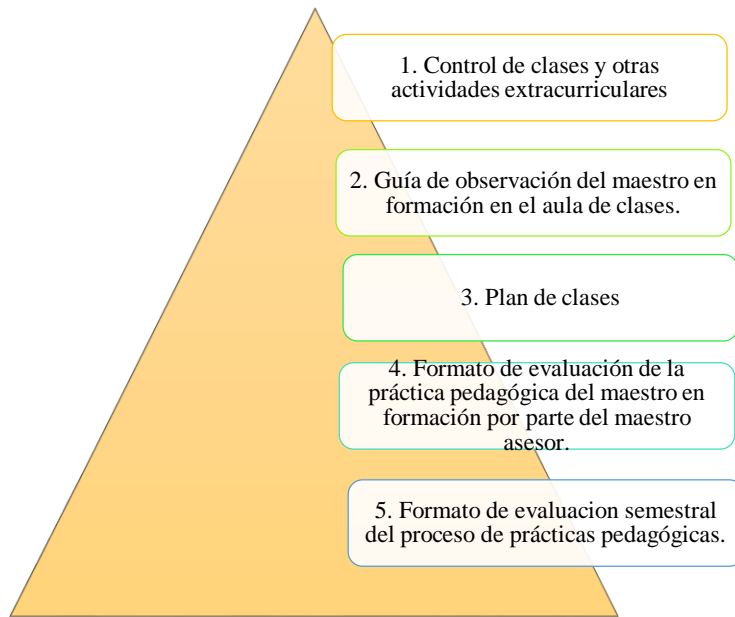 1. Control de clases y otras
actividades extracurriculares
2. Guía de observación del maestro en
formación en el aula de clases.
3. Plan de clases
4. Formato de evaluación de la
práctica pedagógica del maestro en
formación por parte del maestro
asesor.
5. Formato de evaluacion semestral
del proceso de prácticas pedagógicas.